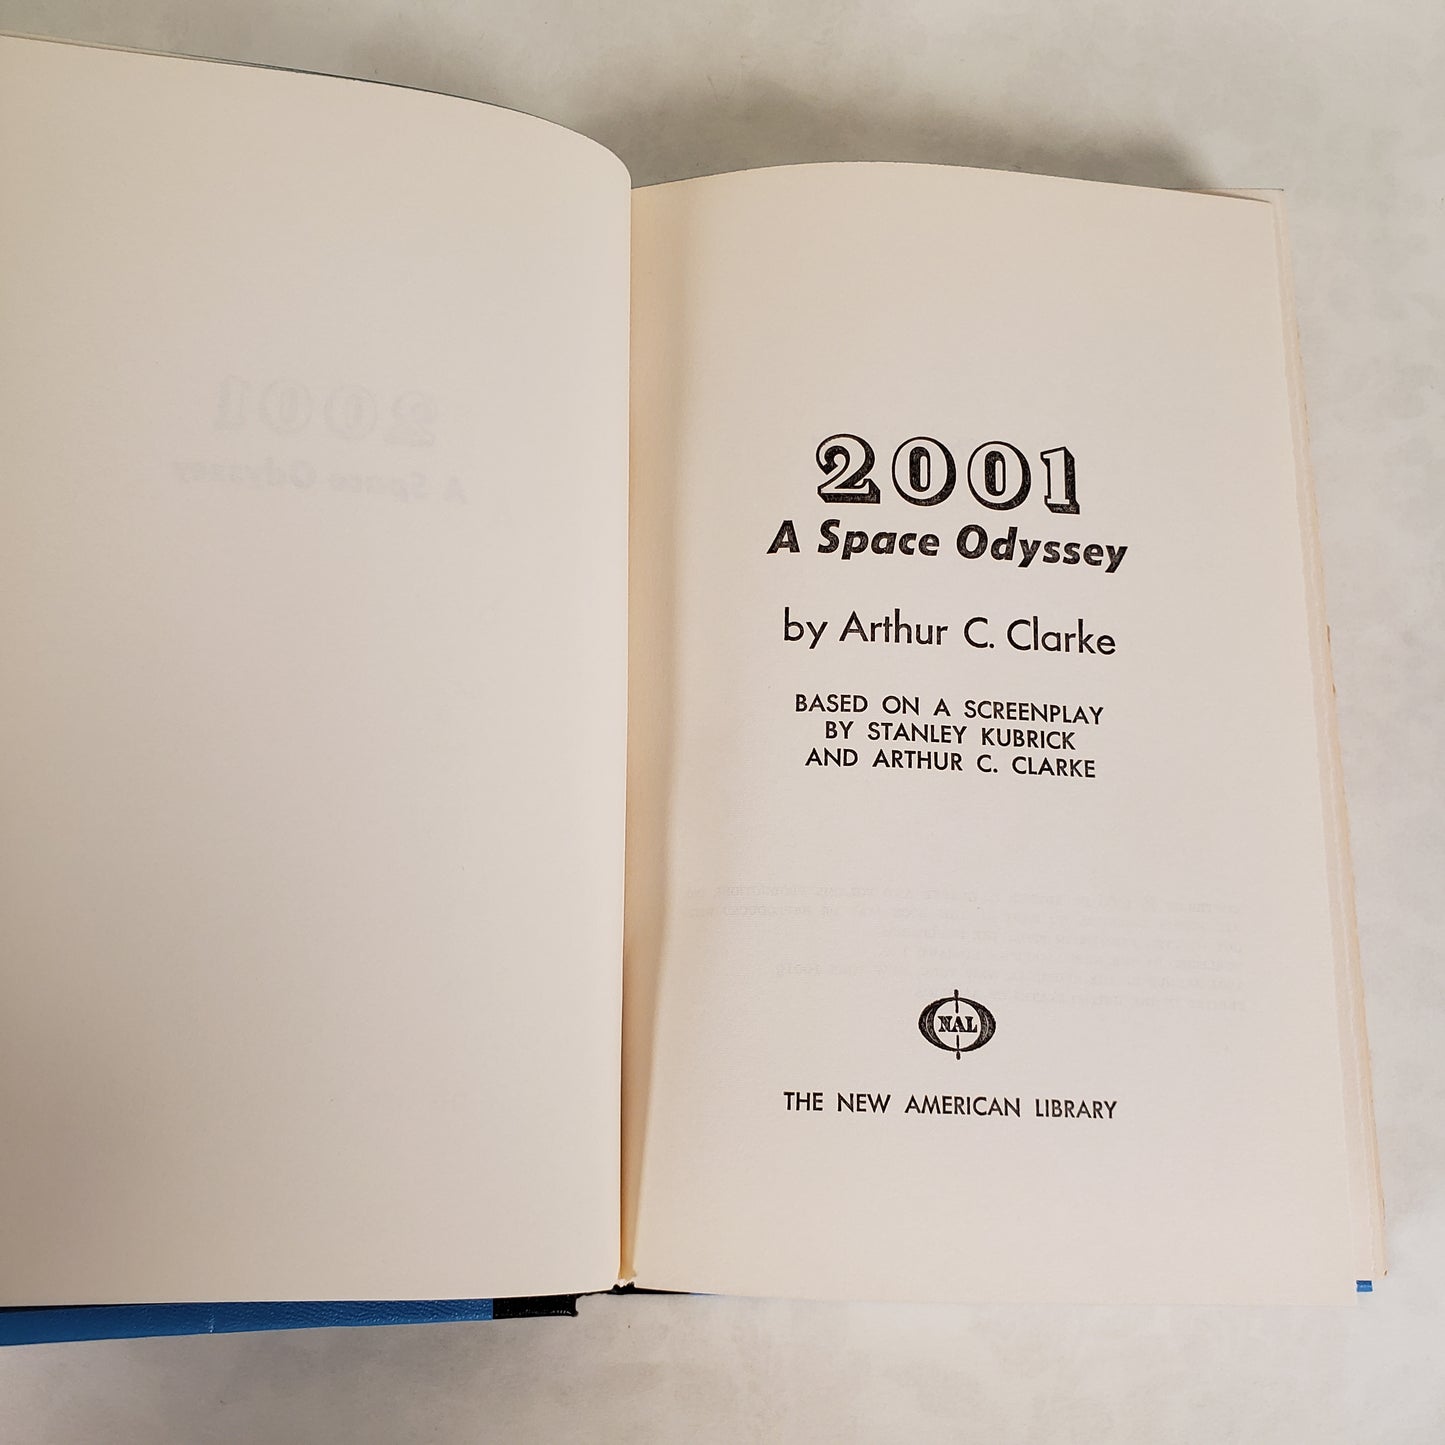 2001
A Space Odyssey
by Arthur C. Clarke
BASED ON A SCREENPLAY
BY STANLEY KUBRICK
AND ARTHUR C. CLARKE
NAL
THE NEW AMERICAN LIBRARY